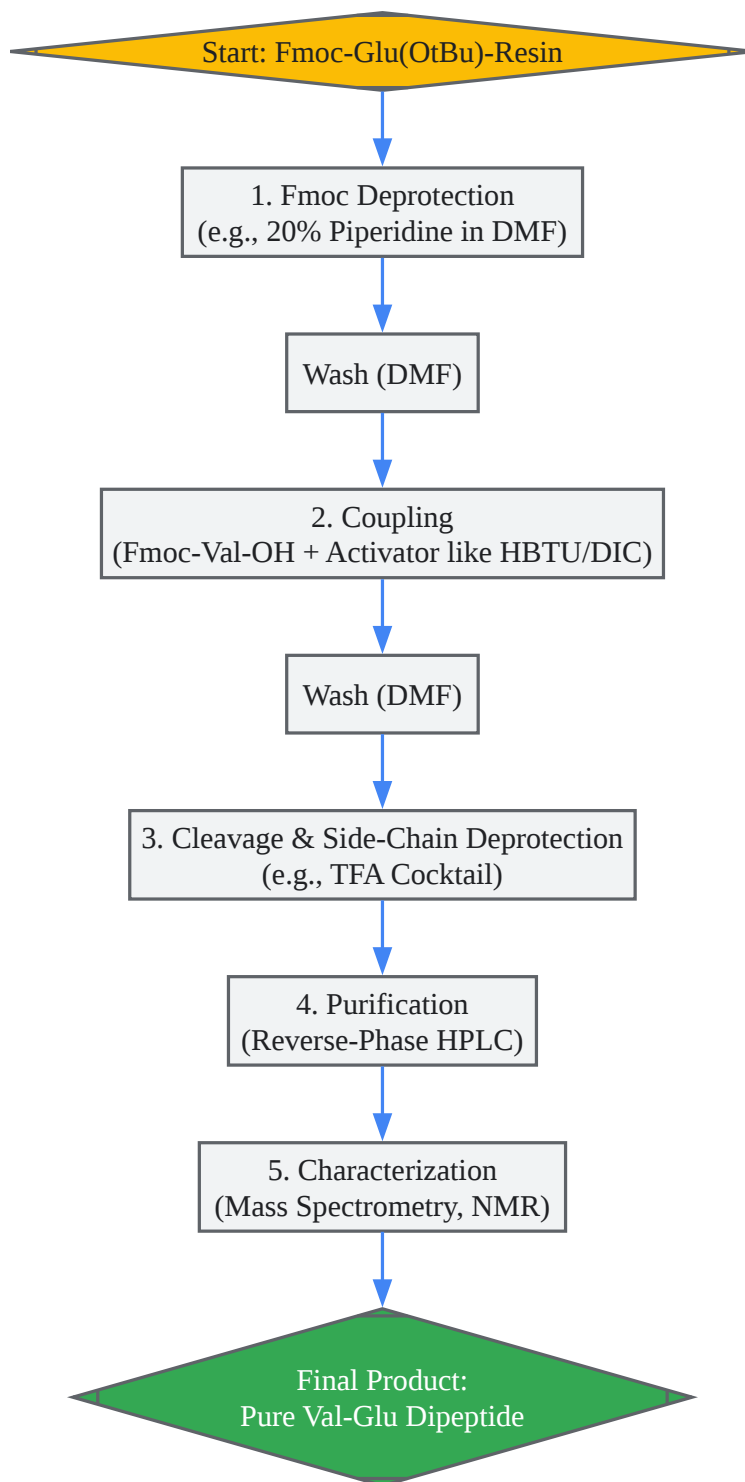 Start: Fmoc-Glu(OtBu)-Resin
1. Fmoc Deprotection
(e.g., 20% Piperidine in DMF)
Wash (DMF)
2. Coupling
(Fmoc-Val-OH + Activator like HBTU/DIC)
Wash (DMF)
3. Cleavage & Side-Chain Deprotection
(e.g., TFA Cocktail)
4. Purification
(Reverse-Phase HPLC)
5. Characterization
(Mass Spectrometry, NMR)
Final Product:
Pure Val-Glu Dipeptide